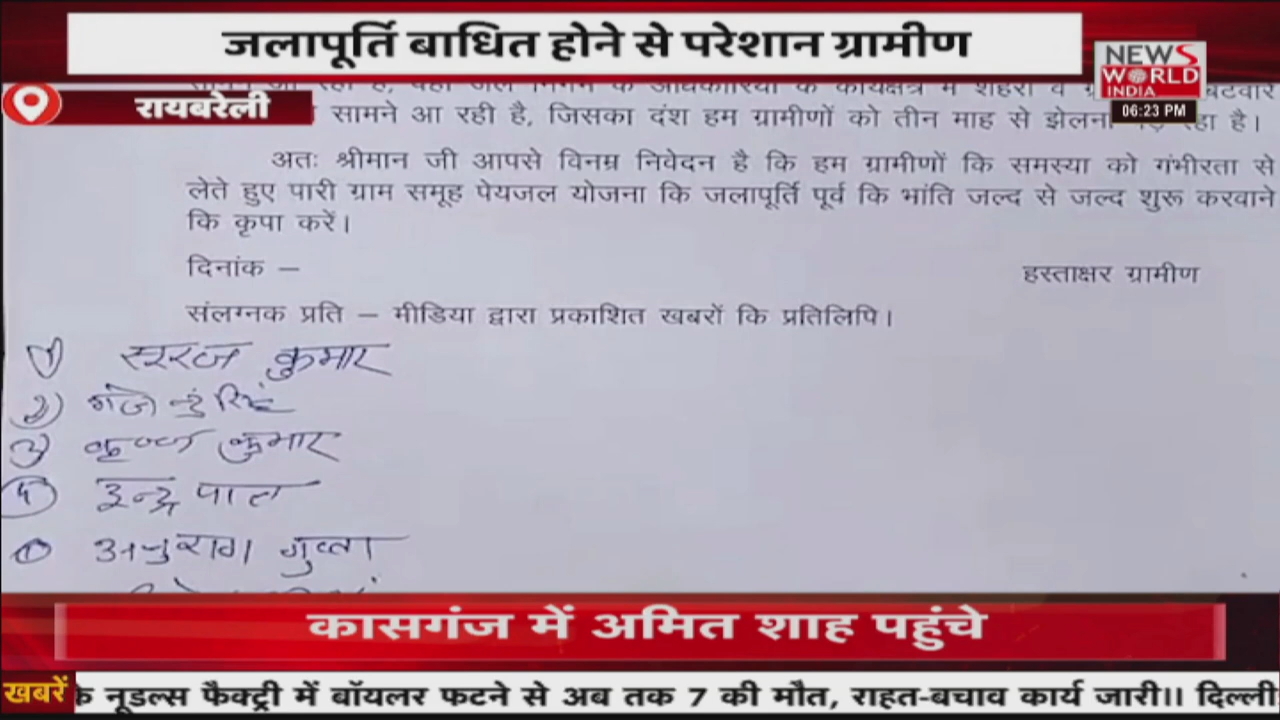 जलापूर्ति बाधित होने से परेशान ग्रामीण
NEWS
WORLD
INDIA
06:23 PM
रायबरेली
सामने आ रही है, जिसका दंश हम ग्रामीणों को तीन माह से झेलना
अतः श्रीमान जी आपसे विनम्र निवेदन है कि हम ग्रामीणों कि समस्या को गंभीरता से
लेते हुए पारी ग्राम समूह पेयजल योजना कि जलापूर्ति पूर्व कि भांति जल्द से जल्द शुरू करवाने
कि कृपा करें।
दिनांक –
हस्ताक्षर ग्रामीण
संलग्नक प्रति – मीडिया द्वारा प्रकाशित खबरों कि प्रतिलिपि।
कुमार
3) कृष्ण कुमार
इन्द्र पाल
अनुराग गुप्ता
कासगंज में अमित शाह पहुंचे
खबरें के नूडल्स फैक्ट्री में बॉयलर फटने से अब तक 7 की मौत, राहत-बचाव कार्य जारी।। दिल्ली